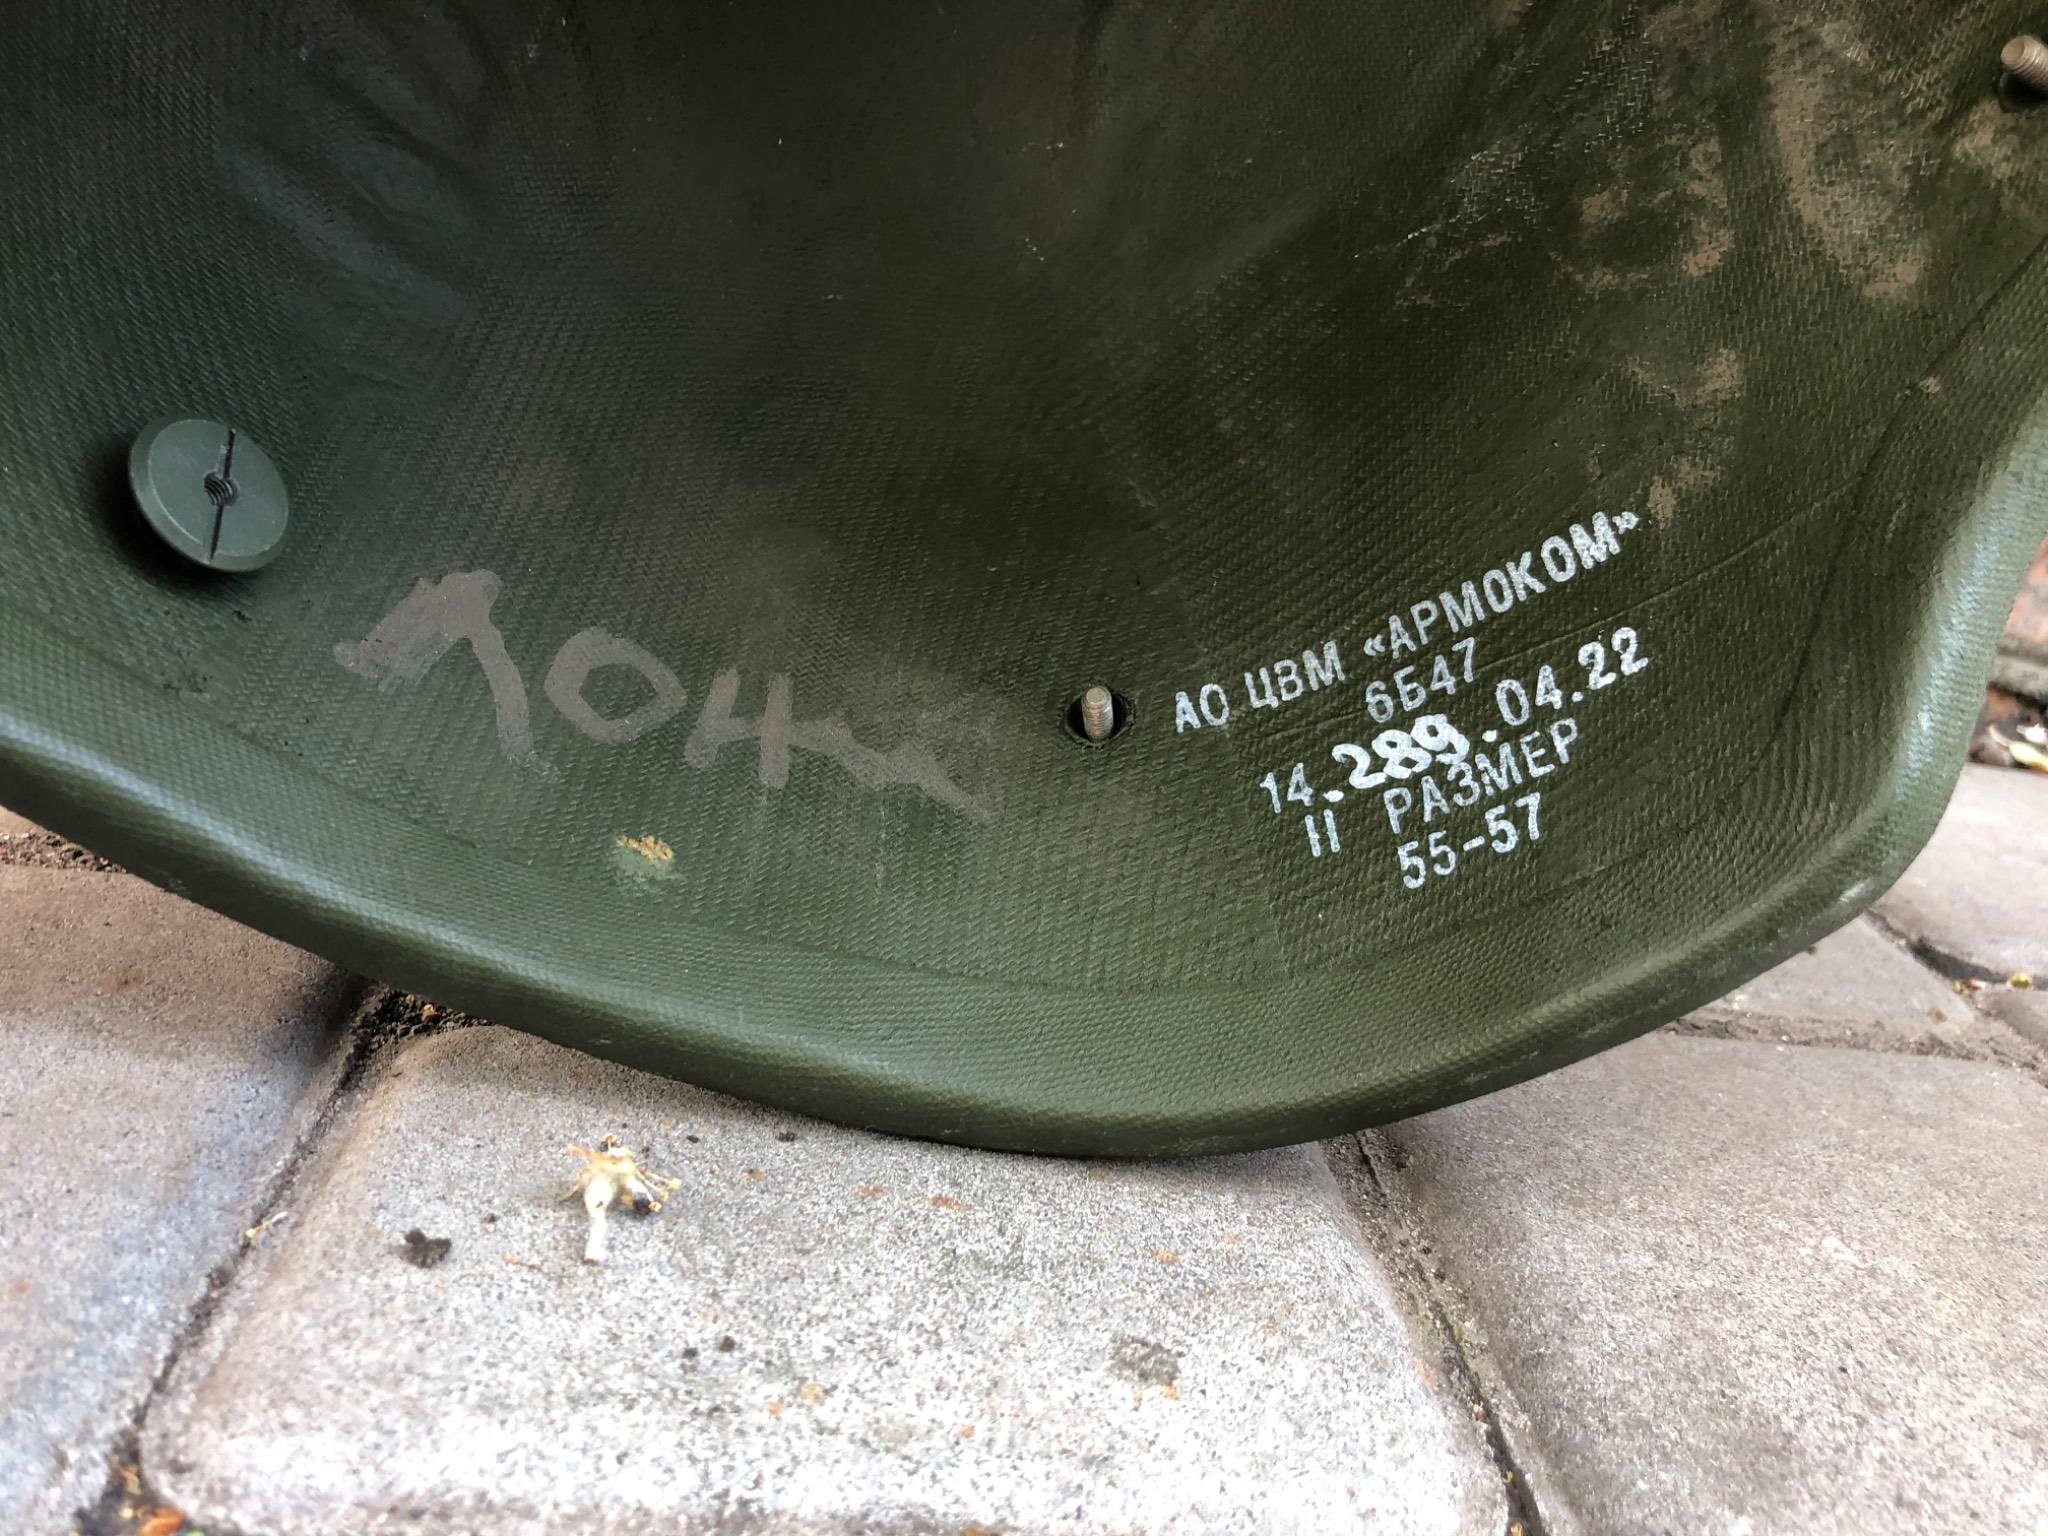 АО ЦВМ «АРМОКОМ»
6Б47
14.289.04.22
II РАЗМЕР
55-57